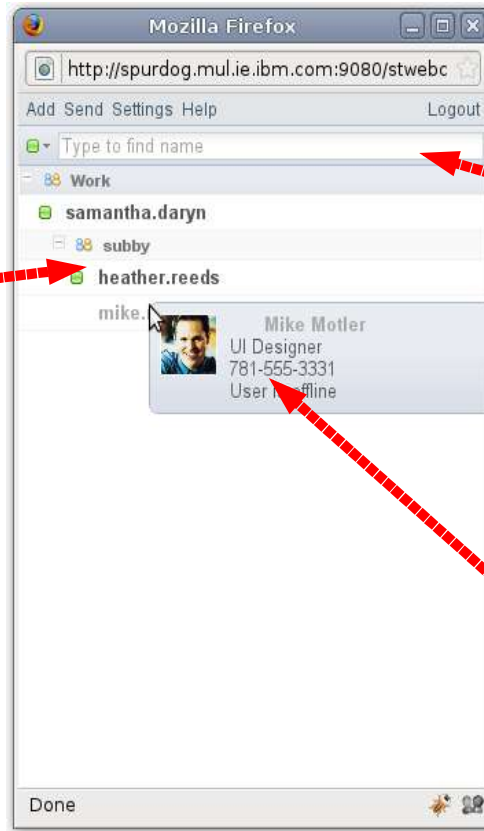 Mozilla Firefox
http://spurdog.mul.ie.ibm.com:9080/stwebc
Add Send Settings Help Logout
Type to find name
Work
samantha.daryn
subby
heather.reeds
mike.
Mike Motler
UI Designer
781-555-3331
User is offline
Done